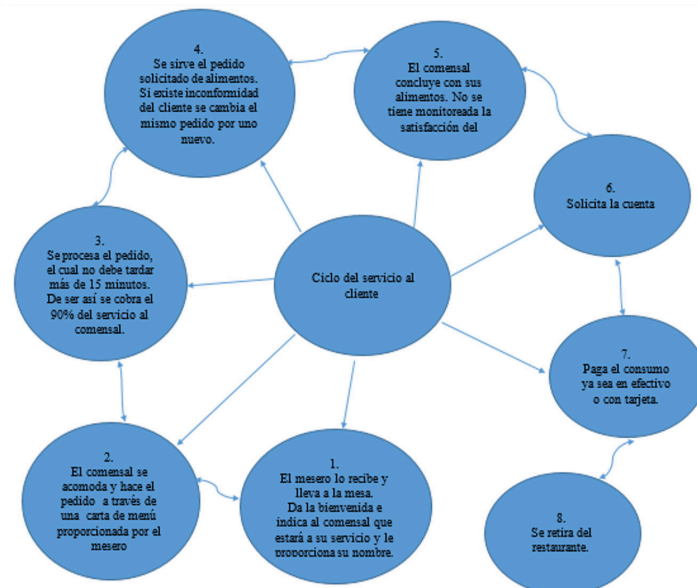 4.
Se sirve el pedido
solicitado de alimentos.
Si existe inconformidad
del cliente se cambia el
mismo pedido por uno
nuevo.
5.
El comensal
concluye con sus
alimentos. No se
tiene monitoreada la
satisfacción del
6.
Solicita la cuenta
3.
Se procesa el pedido,
el cual no debe tardar
más de 15 minutos.
De ser así se cobra el
90% del servicio al
comensal.
Ciclo del servicio al
cliente
7.
Paga el consumo
ya sea en efectivo
o con tarjeta.
2.
El comensal se
acomoda y hace el
pedido a través de
una carta de menú
proporcionada por el
mesero
1.
El mesero lo recibe y
lleva a la mesa.
Da la bienvenida e
indica al comensal que
estará a su servicio y le
proporciona su nombre.
8.
Se retira del
restaurante.